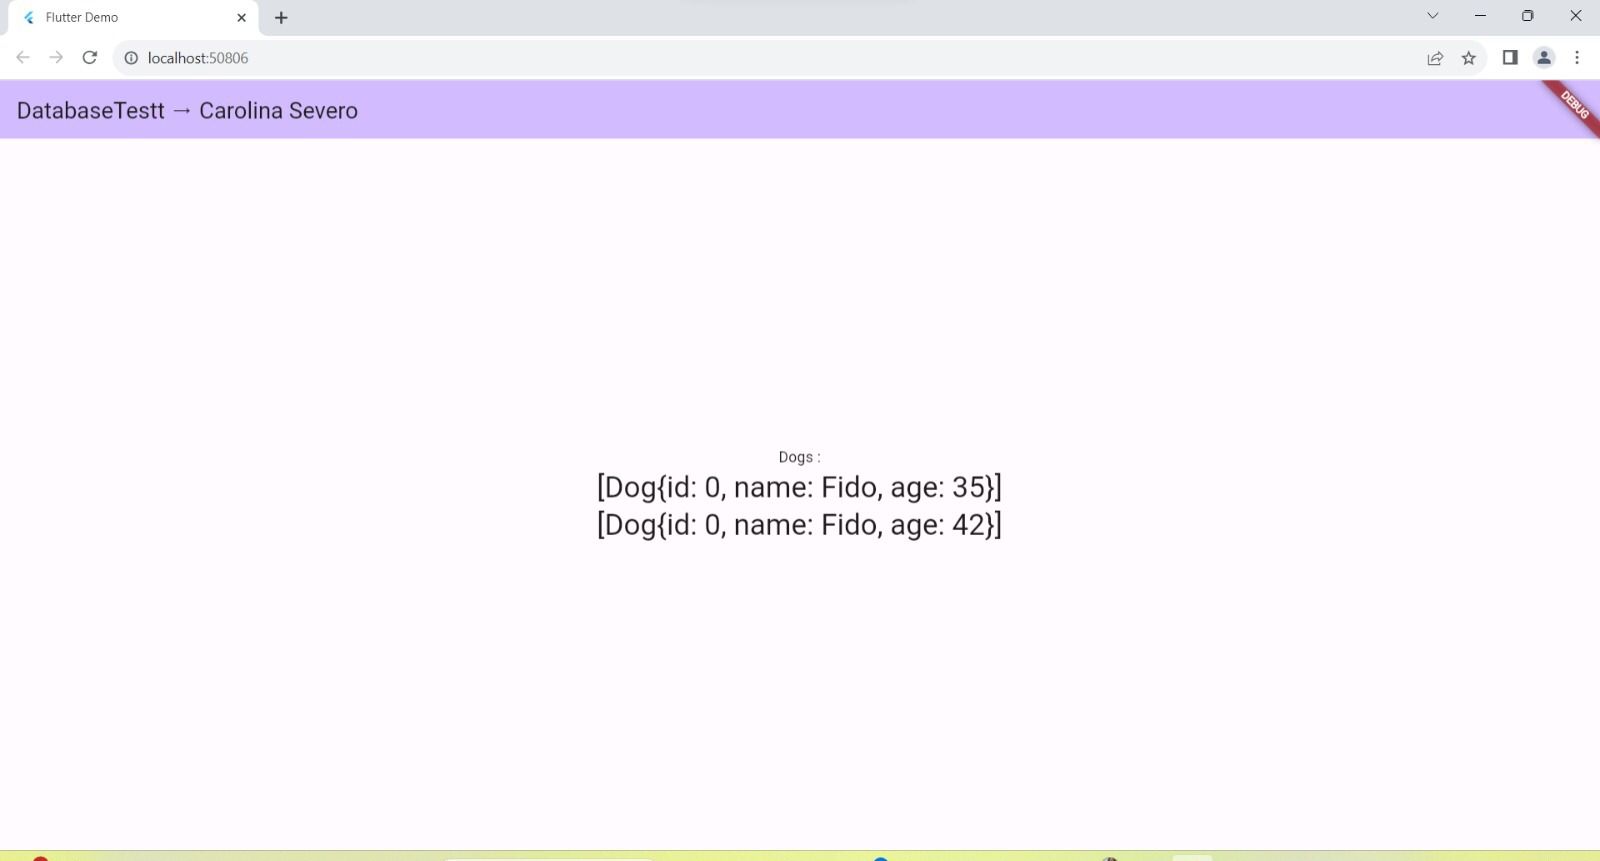 Flutter Demo
localhost:50806
DatabaseTestt → Carolina Severo
DEBUG
Dogs :
[Dog{id: 0, name: Fido, age: 35}]
[Dog{id: 0, name: Fido, age: 42}]